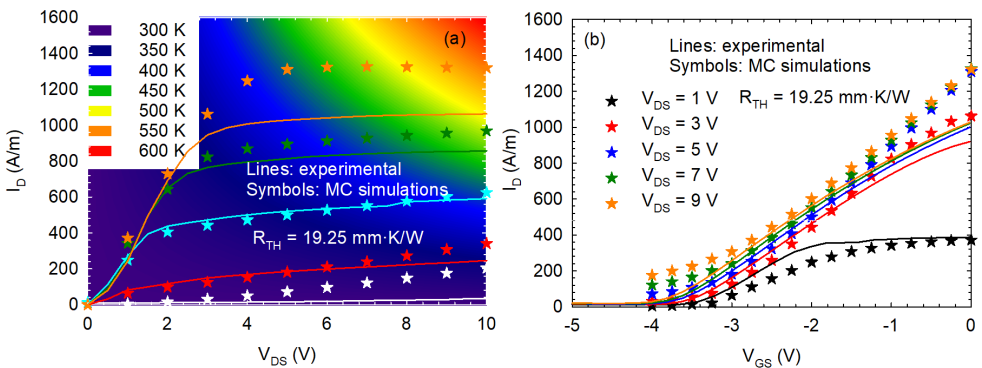 1600
1400
1200
1000
800
600
400
200
0
I_D (A/m)
300 K
350 K
400 K
450 K
500 K
550 K
600 K
(a)
Lines: experimental
Symbols: MC simulations
R_TH = 19.25 mm·K/W
0 2 4 6 8 10
V_DS (V)
1600
1400
1200
1000
800
600
400
200
0
I_D (A/m)
(b)
Lines: experimental
Symbols: MC simulations
V_DS = 1 V R_TH = 19.25 mm·K/W
V_DS = 3 V
V_DS = 5 V
V_DS = 7 V
V_DS = 9 V
-5 -4 -3 -2 -1 0
V_GS (V)